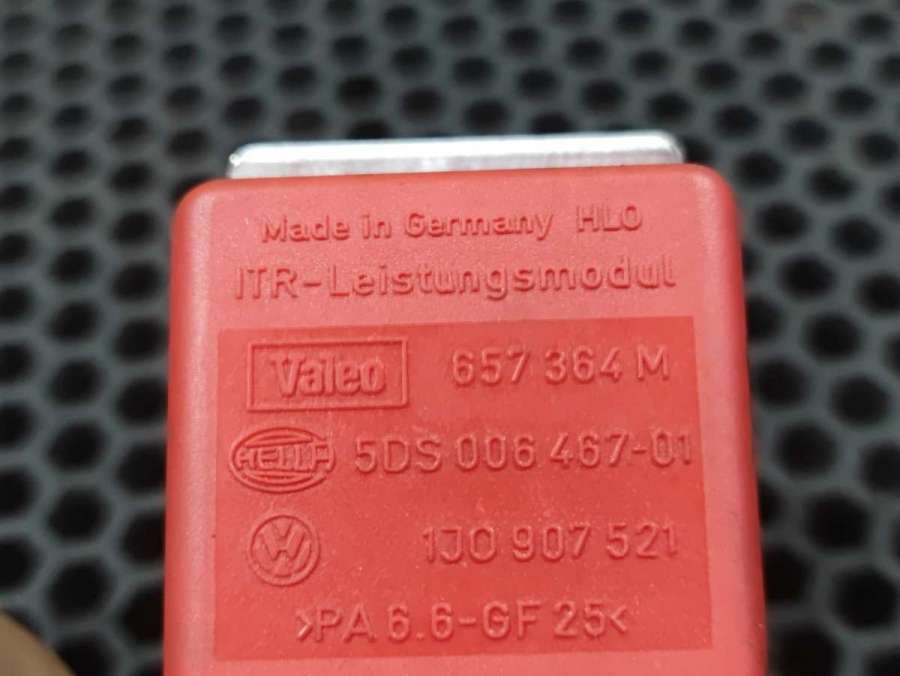 Made in Germany HLO
ITR-Leistungsmodul
Valeo 657 364 M
HELLA 5DS 006 467-01
VW 1J0 907 521
>PA 6.6-GF 25<